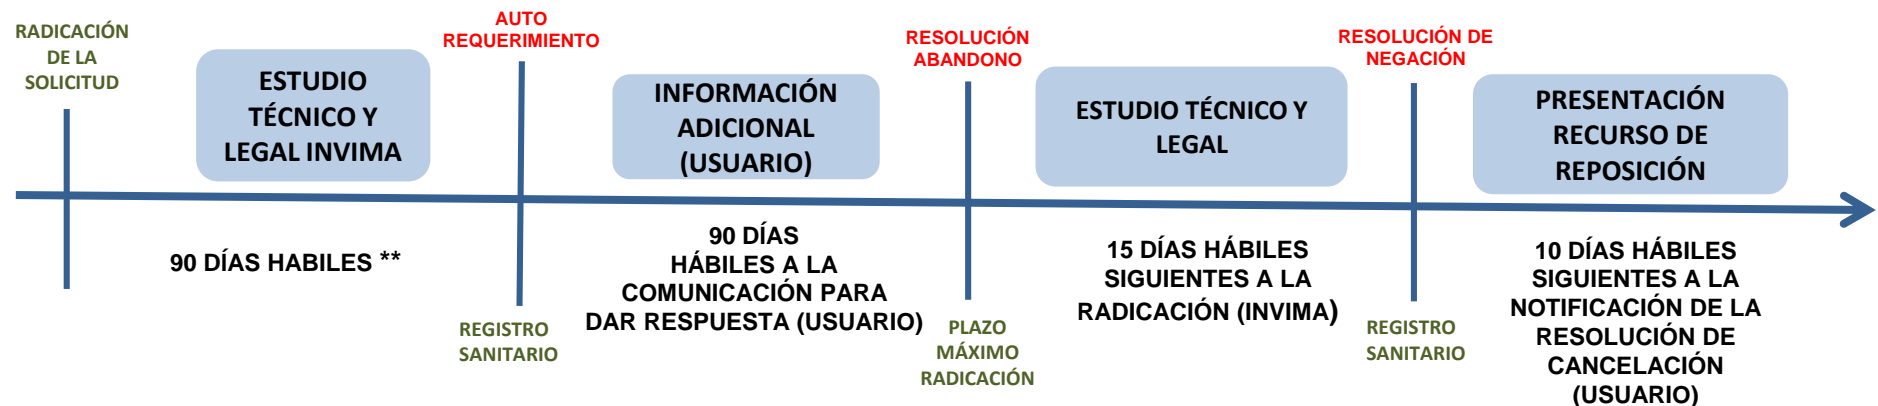 RADICACIÓN
DE LA
SOLICITUD
ESTUDIO
TÉCNICO Y
LEGAL INVIMA
90 DÍAS HABILES **
AUTO
REQUERIMIENTO
REGISTRO
SANITARIO
INFORMACIÓN
ADICIONAL
(USUARIO)
90 DÍAS
HÁBILES A LA
COMUNICACIÓN PARA
DAR RESPUESTA (USUARIO)
RESOLUCIÓN
ABANDONO
PLAZO
MÁXIMO
RADICACIÓN
ESTUDIO TÉCNICO Y
LEGAL
15 DÍAS HÁBILES
SIGUIENTES A LA
RADICACIÓN (INVIMA)
RESOLUCIÓN DE
NEGACIÓN
REGISTRO
SANITARIO
PRESENTACIÓN
RECURSO DE
REPOSICIÓN
10 DÍAS HÁBILES
SIGUIENTES A LA
NOTIFICACIÓN DE LA
RESOLUCIÓN DE
CANCELACIÓN
(USUARIO)